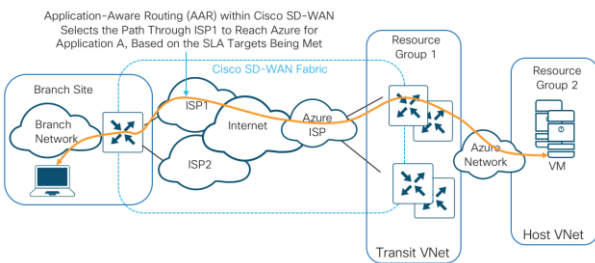 Application-Aware Routing (AAR) within Cisco SD-WAN
Selects the Path Through ISP1 to Reach Azure for
Application A, Based on the SLA Targets Being Met
Resource
Group 1
Cisco SD-WAN Fabric
Branch Site
Resource
Group 2
ISP1
Branch
Network
Internet
Azure
ISP
Azure
Network
VM
ISP2
Host VNet
Transit VNet